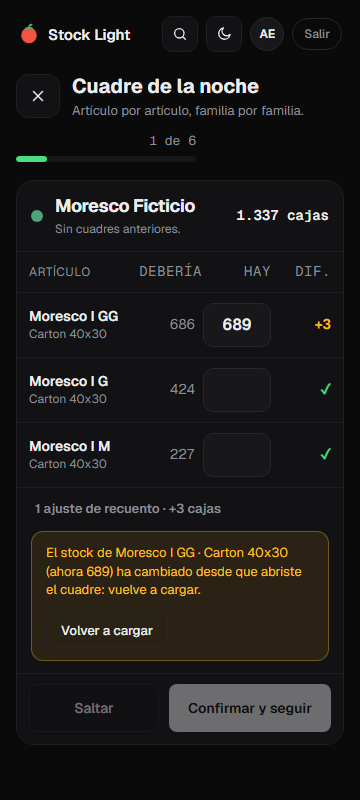 Stock Light
AE
Salir
Cuadre de la noche
Artículo por artículo, familia por familia.
1 de 6
Moresco Ficticio
1.337 cajas
Sin cuadres anteriores.
ARTÍCULO DEBERÍA HAY DIF.
Moresco I GG
Carton 40x30
686 689 +3
Moresco I G
Carton 40x30
424 ✓
Moresco I M
Carton 40x30
227 ✓
1 ajuste de recuento · +3 cajas
El stock de Moresco I GG · Carton 40x30
(ahora 689) ha cambiado desde que abriste
el cuadre: vuelve a cargar.
Volver a cargar
Saltar
Confirmar y seguir